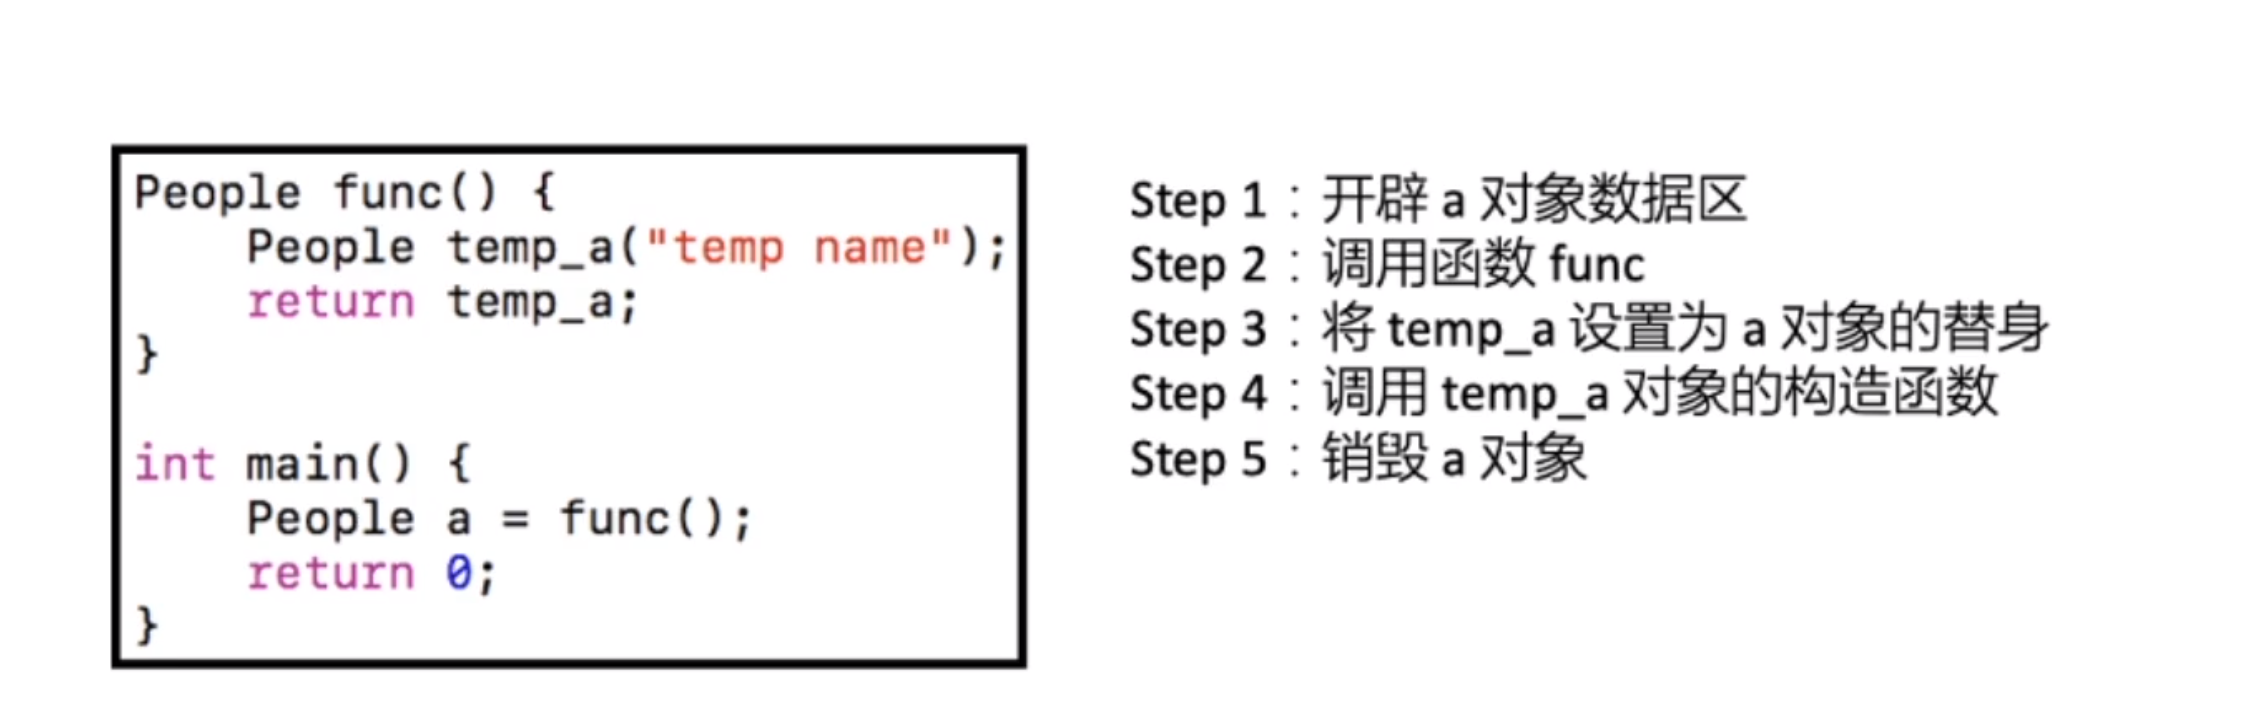 People func() {
    People temp_a("temp name");
    return temp_a;
}
int main() {
    People a = func();
    return 0;
}
Step 1：开辟 a 对象数据区
Step 2：调用函数 func
Step 3：将 temp_a 设置为 a 对象的替身
Step 4：调用 temp_a 对象的构造函数
Step 5：销毁 a 对象